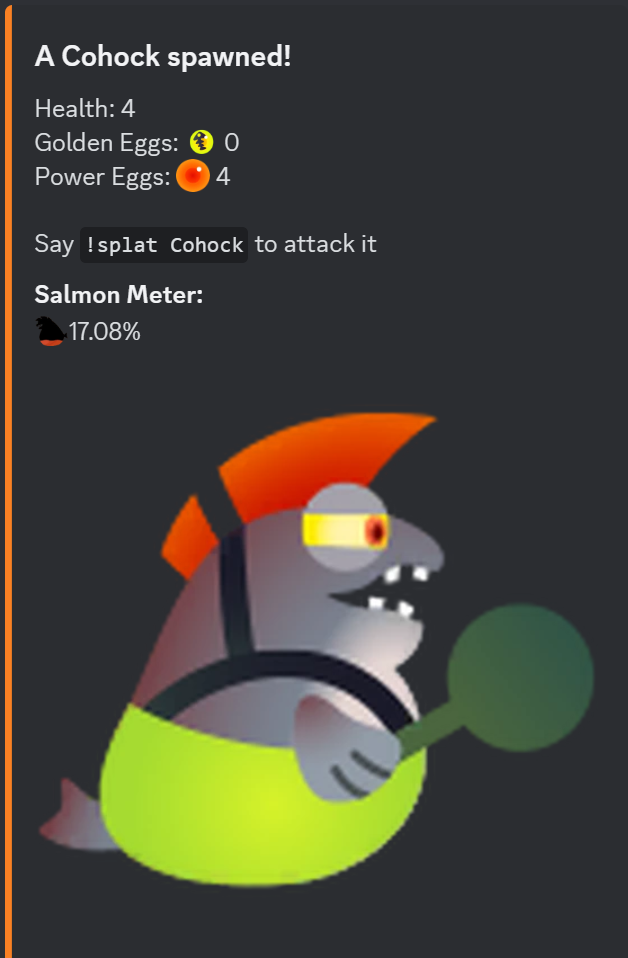 A Cohock spawned!
Health: 4
Golden Eggs: 0
Power Eggs: 4
Say !splat Cohock to attack it
Salmon Meter:
17.08%